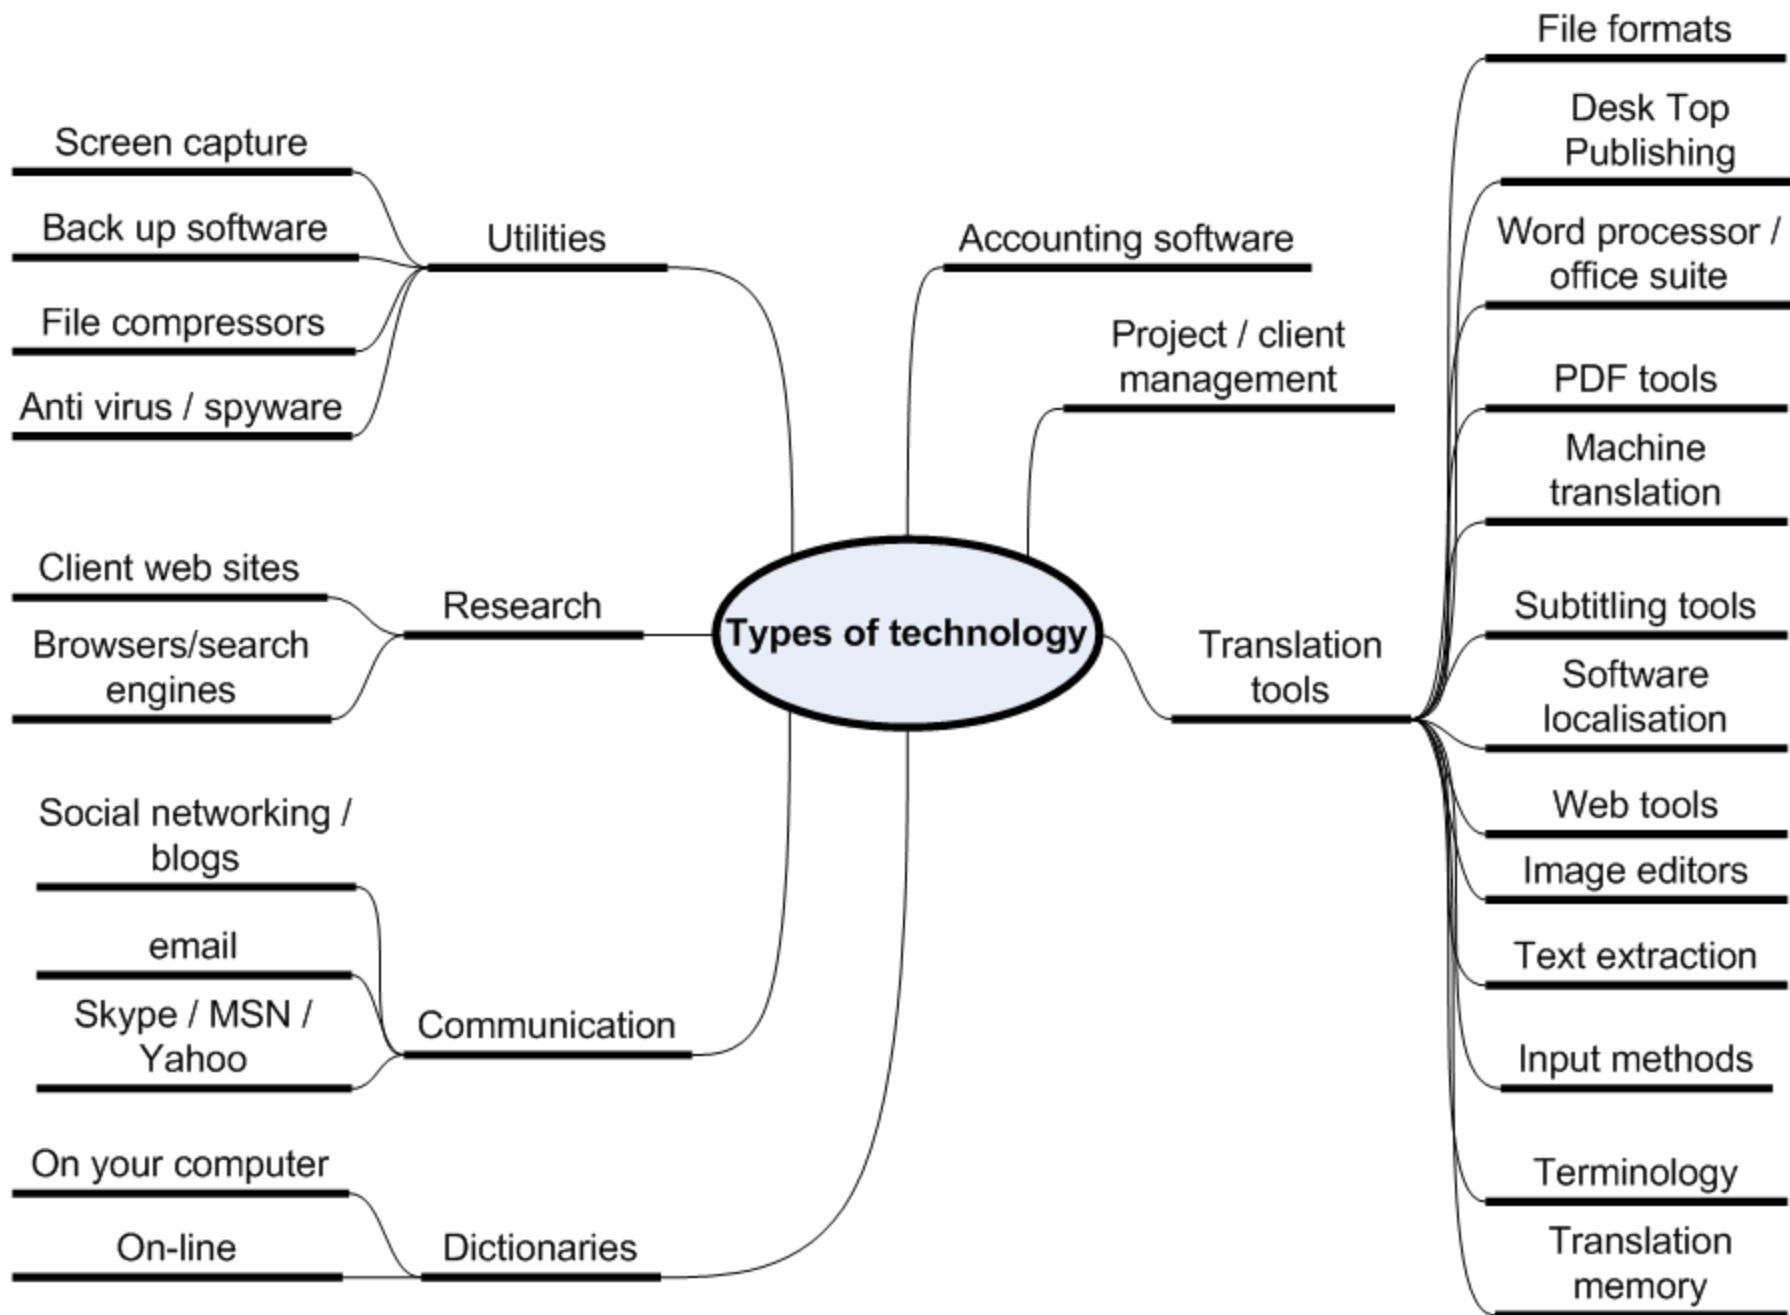 Types of technology
Utilities
Screen capture
Back up software
File compressors
Anti virus / spyware
Research
Client web sites
Browsers/search
engines
Communication
Social networking /
blogs
email
Skype / MSN /
Yahoo
Dictionaries
On your computer
On-line
Accounting software
Project / client
management
Translation
tools
File formats
Desk Top
Publishing
Word processor /
office suite
PDF tools
Machine
translation
Subtitling tools
Software
localisation
Web tools
Image editors
Text extraction
Input methods
Terminology
Translation
memory